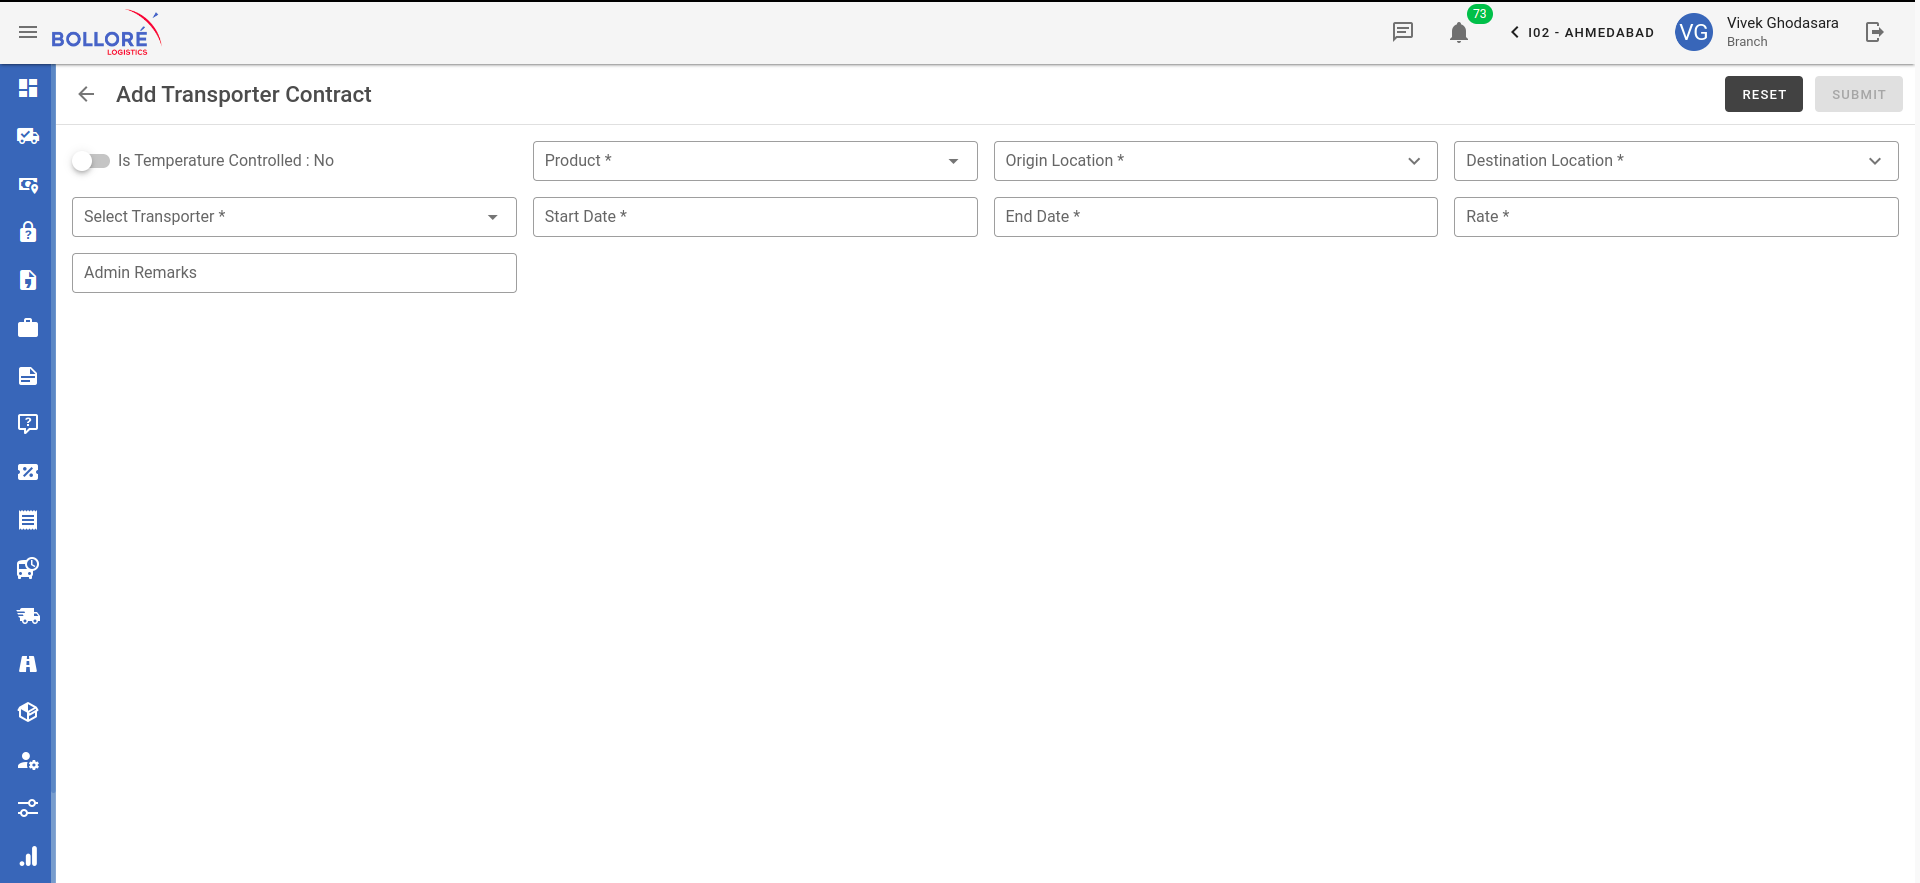 BOLLORÉ
LOGISTICS
73
I02 - AHMEDABAD
VG
Vivek Ghodasara
Branch
Add Transporter Contract
RESET
SUBMIT
Is Temperature Controlled : No
Product *
Origin Location *
Destination Location *
Select Transporter *
Start Date *
End Date *
Rate *
Admin Remarks